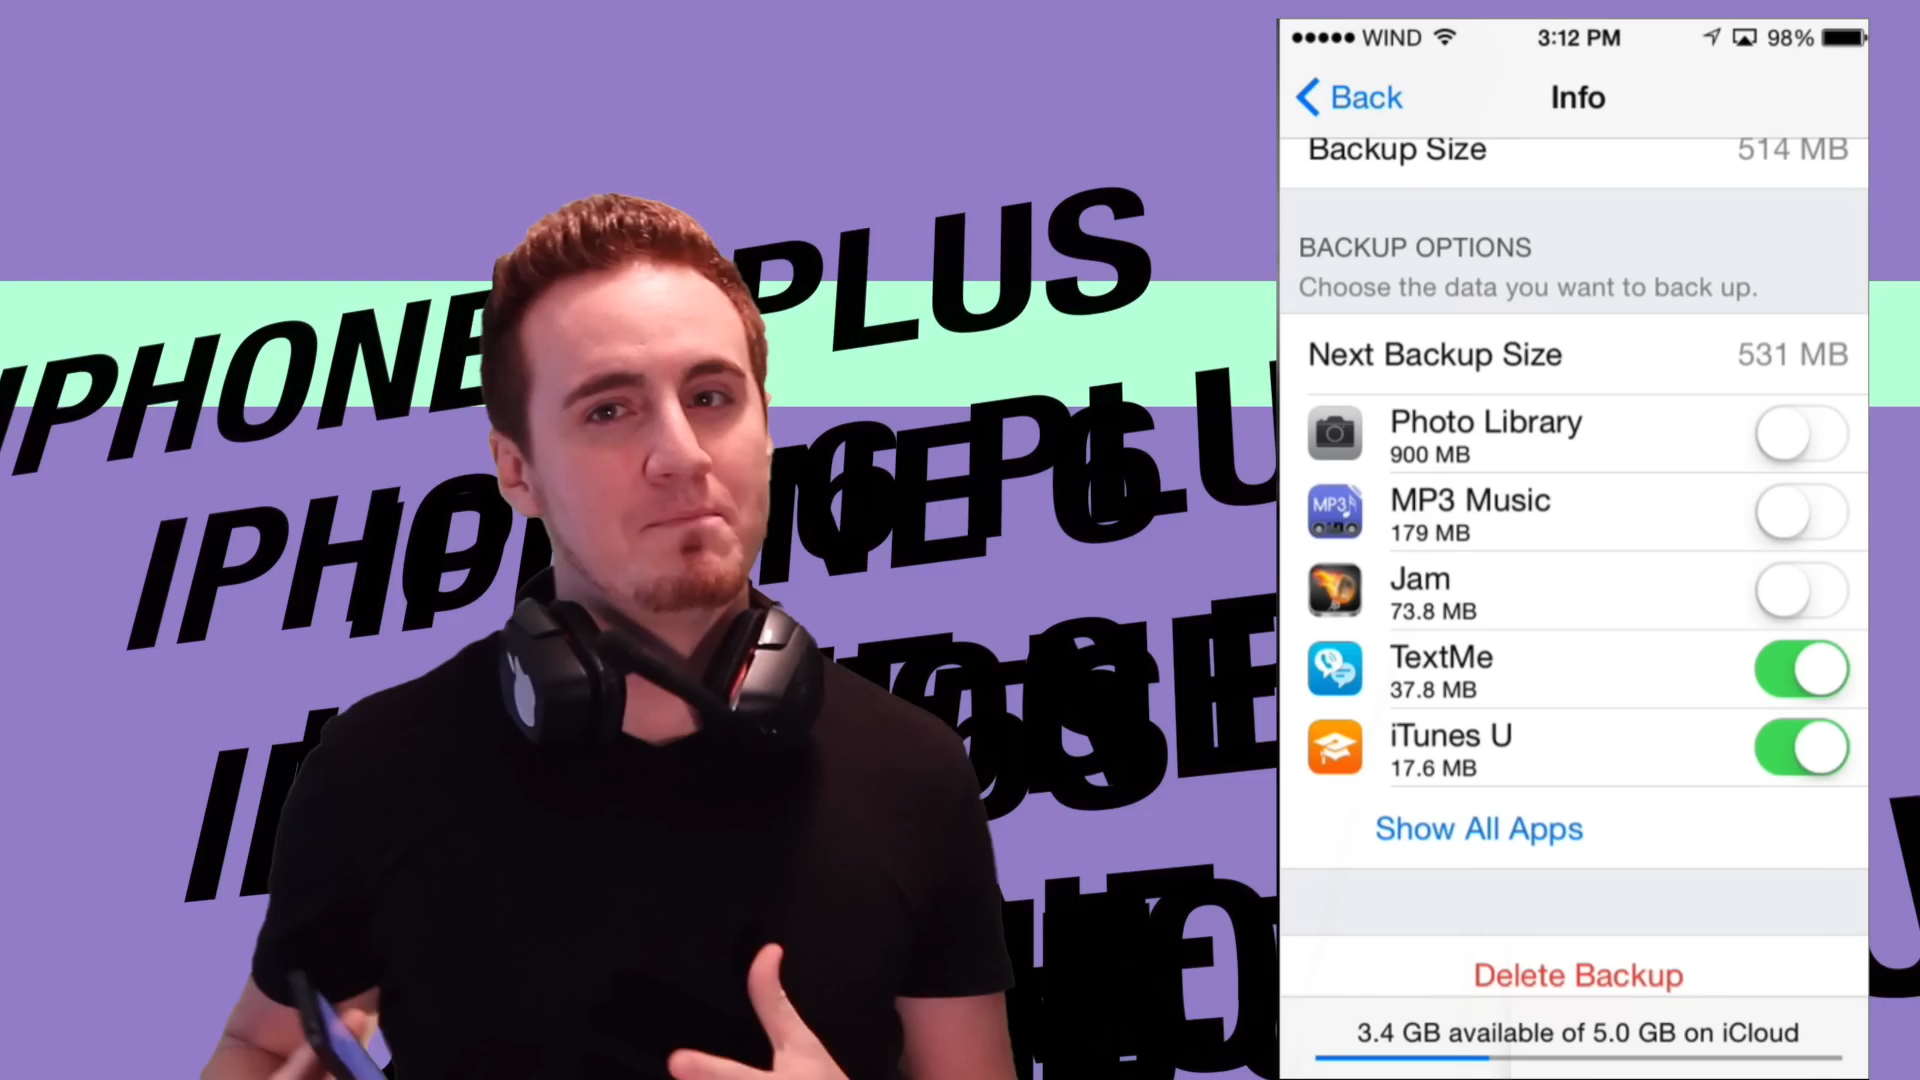 WIND 3:12 PM 98%
Back Info
Backup Size 514 MB
BACKUP OPTIONS
Choose the data you want to back up.
Next Backup Size 531 MB
Photo Library
900 MB
MP3 Music
179 MB
Jam
73.8 MB
TextMe
37.8 MB
iTunes U
17.6 MB
Show All Apps
Delete Backup
3.4 GB available of 5.0 GB on iCloud
IPHONE PLUS